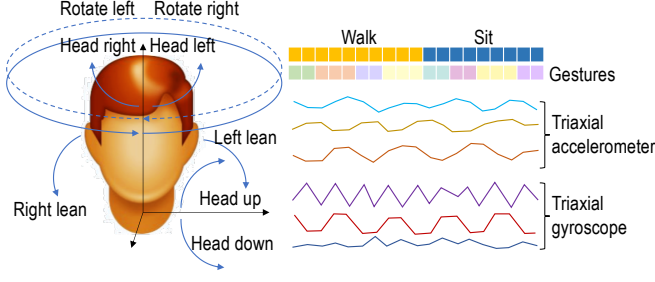 Rotate left Rotate right
Head right Head left
Left lean
Right lean
Head up
Head down
Walk Sit
Gestures
Triaxial
accelerometer
Triaxial
gyroscope